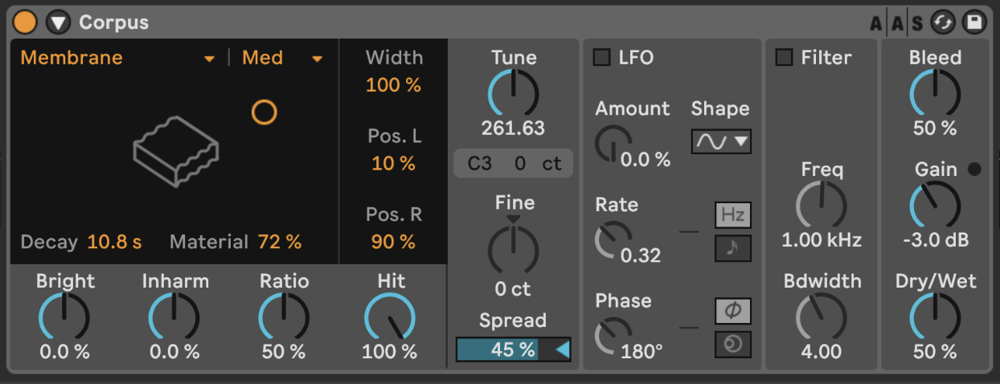 Corpus
AAS
Membrane
Med
Width
100 %
Pos. L
10 %
Pos. R
90 %
Decay 10.8 s
Material 72 %
Bright
0.0 %
Inharm
0.0 %
Ratio
50 %
Hit
100 %
Tune
261.63
C3 0 ct
Fine
0 ct
Spread
45 %
LFO
Amount
0.0 %
Shape
Rate
0.32
Hz
Phase
180°
Filter
Freq
1.00 kHz
Bdwidth
4.00
Bleed
50 %
Gain
-3.0 dB
Dry/Wet
50 %